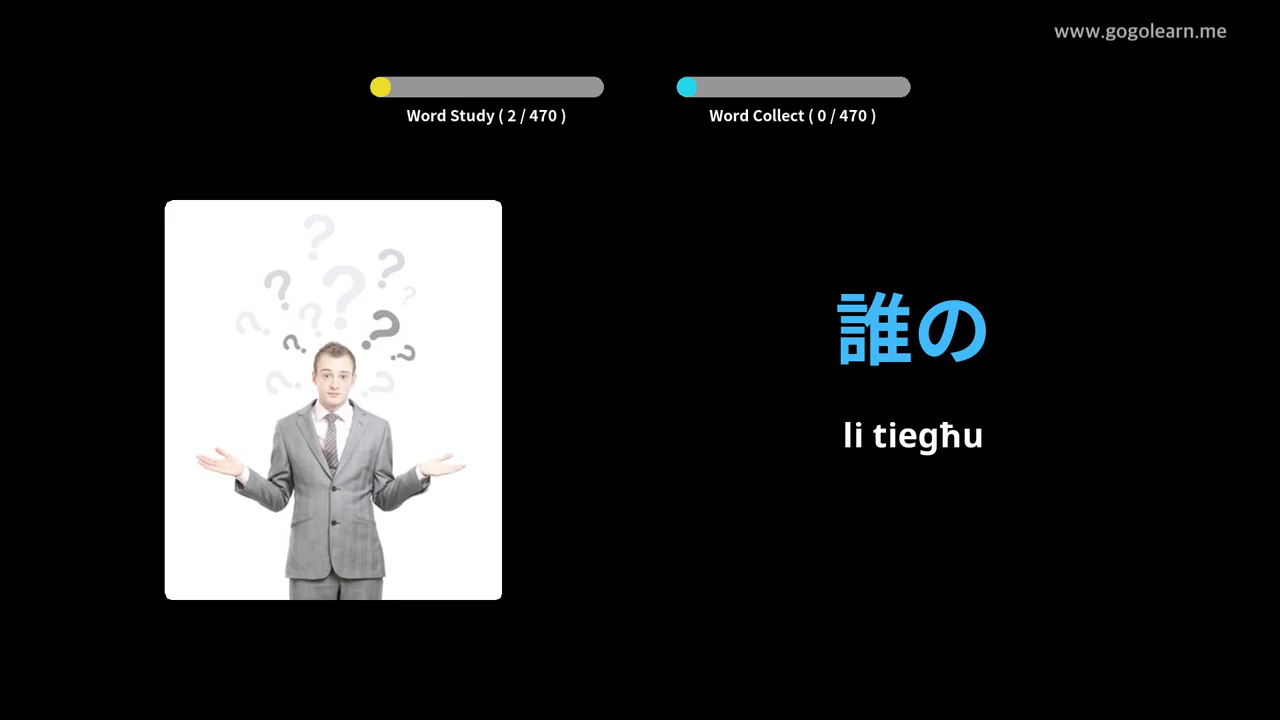 www.gogolearn.me
Word Study ( 2 / 470 )
Word Collect ( 0 / 470 )
誰の
li tiegħu